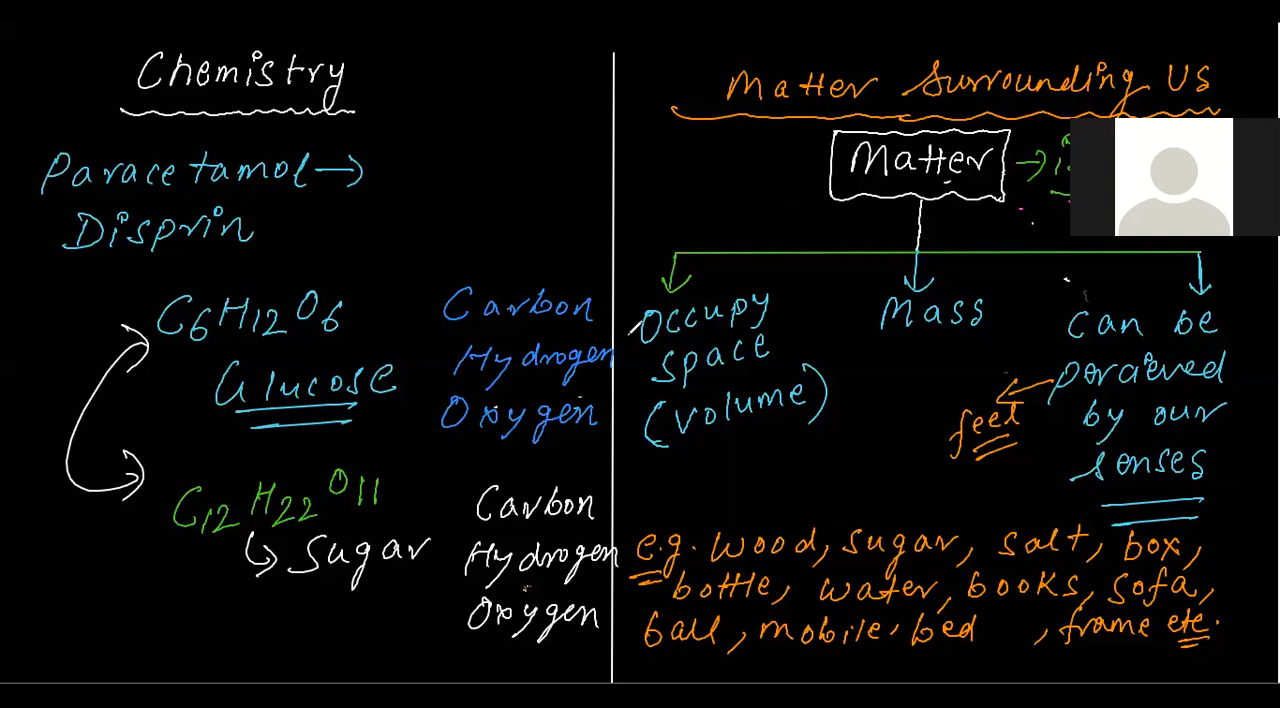 Chemistry
Paracetamol →
Disprin
C6H12O6
Glucose
Carbon
Hydrogen
Oxygen
C12H22O11
↳ Sugar
Carbon
Hydrogen
Oxygen
Matter Surrounding US
Matter →
Occupy
space
(volume)
Mass
Can be
perceived
by our
senses
feel
e.g. wood, sugar, salt, box,
bottle, water, books, sofa,
ball, mobile, bed , frame etc.